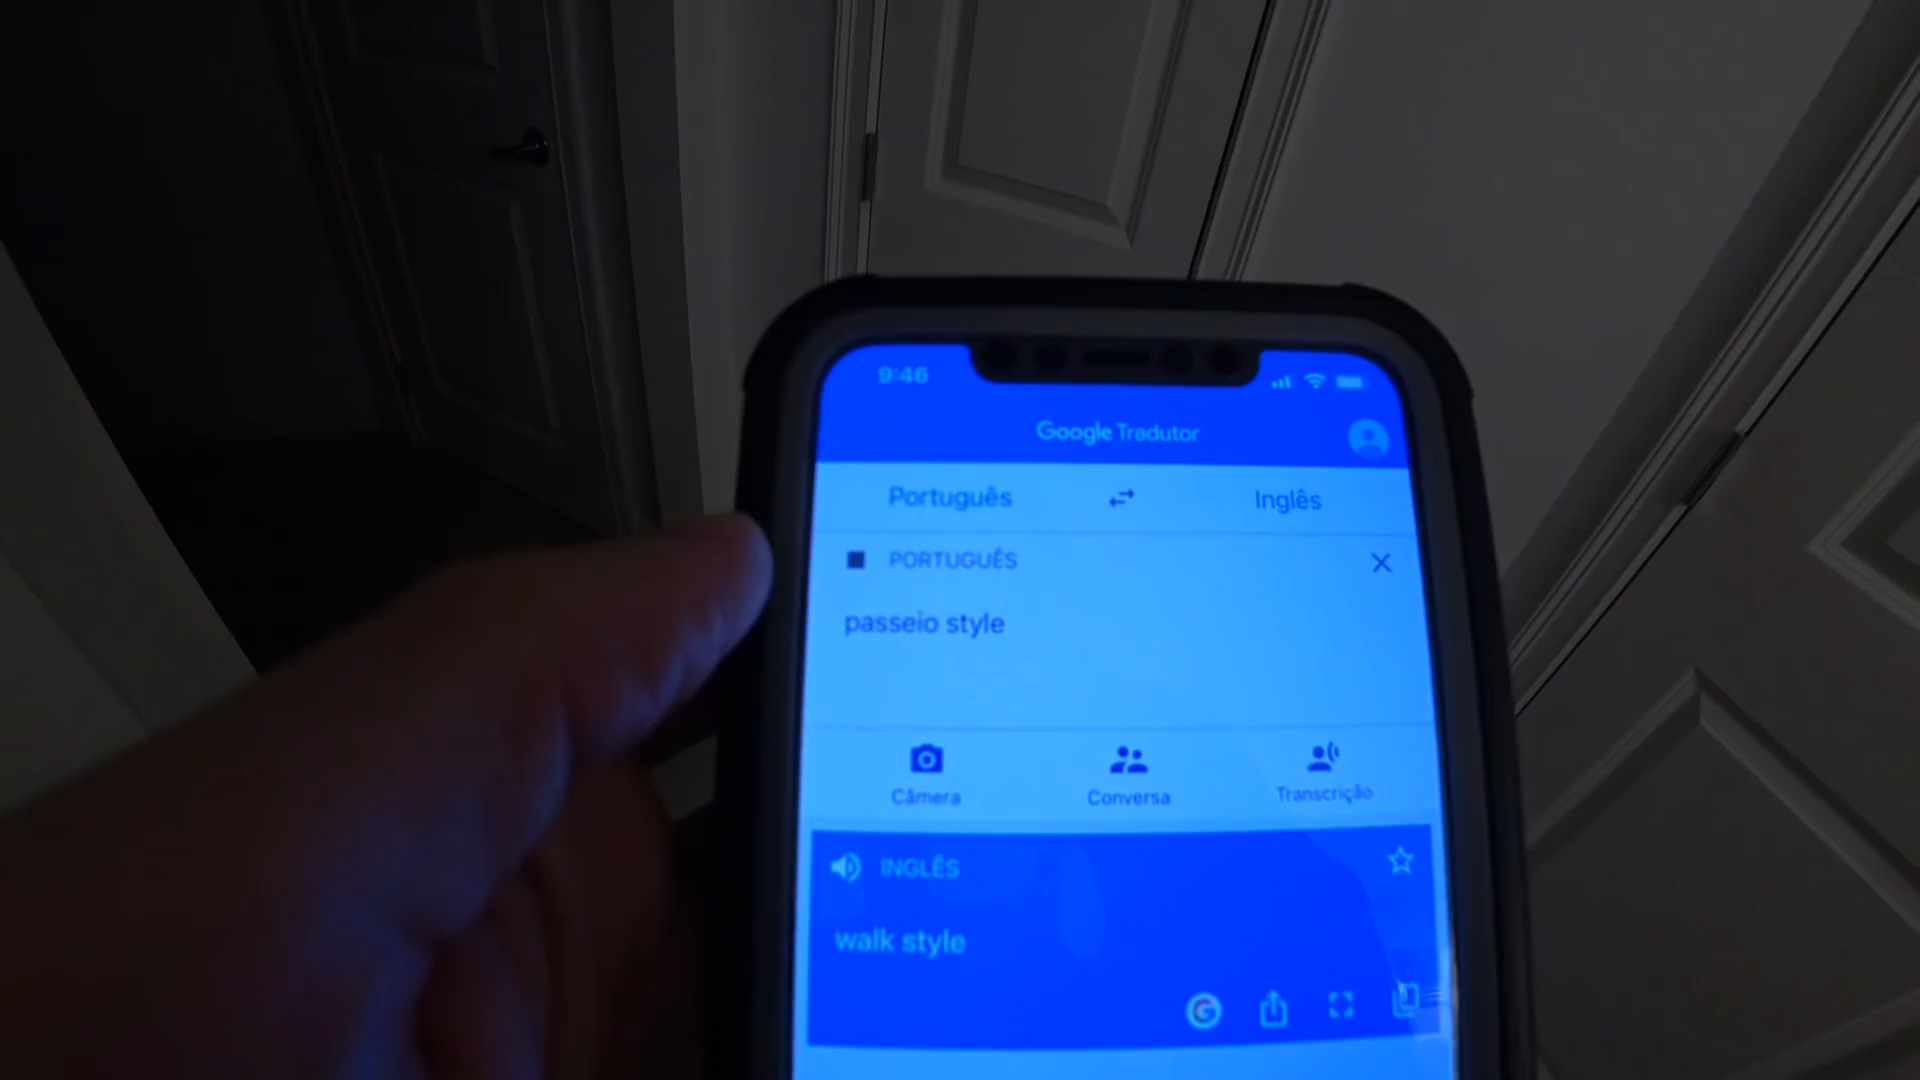 9:46
Google Tradutor
Português Inglês
PORTUGUÊS
passeio style
Câmera Conversa Transcrição
INGLÊS
walk style
G